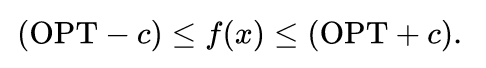 (OPT − c) ≤ f(x) ≤ (OPT + c).